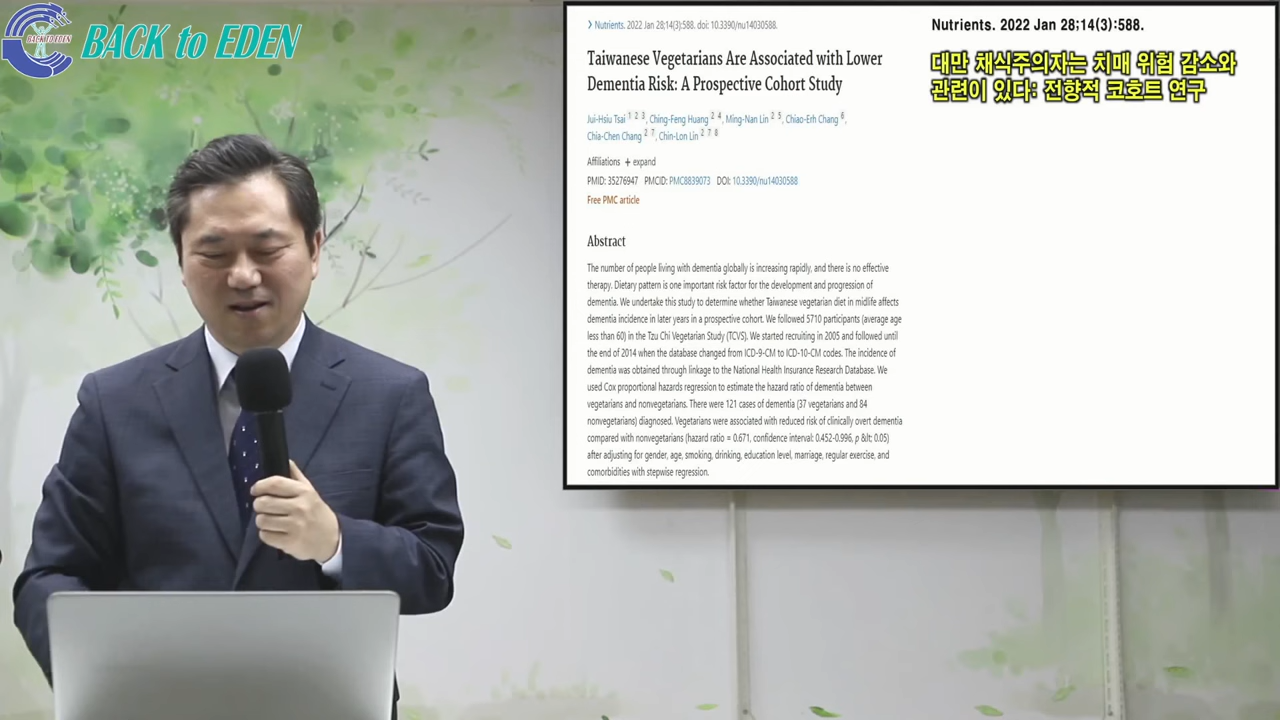 BACK TO EDEN
BACK to EDEN
Nutrients. 2022 Jan 28;14(3):588. doi: 10.3390/nu14030588.
Taiwanese Vegetarians Are Associated with Lower
Dementia Risk: A Prospective Cohort Study
Jui-Hsiu Tsai 1 2 3, Ching-Feng Huang 2 4, Ming-Nan Lin 2 5, Chiao-Erh Chang 6,
Chia-Chen Chang 2 7, Chin-Lon Lin 2 7 8
Affiliations + expand
PMID: 35276947 PMCID: PMC8839073 DOI: 10.3390/nu14030588
Free PMC article
Abstract
The number of people living with dementia globally is increasing rapidly, and there is no effective
therapy. Dietary pattern is one important risk factor for the development and progression of
dementia. We undertake this study to determine whether Taiwanese vegetarian diet in midlife affects
dementia incidence in later years in a prospective cohort. We followed 5710 participants (average age
less than 60) in the Tzu Chi Vegetarian Study (TCVS). We started recruiting in 2005 and followed until
the end of 2014 when the database changed from ICD-9-CM to ICD-10-CM codes. The incidence of
dementia was obtained through linkage to the National Health Insurance Research Database. We
used Cox proportional hazards regression to estimate the hazard ratio of dementia between
vegetarians and nonvegetarians. There were 121 cases of dementia (37 vegetarians and 84
nonvegetarians) diagnosed. Vegetarians were associated with reduced risk of clinically overt dementia
compared with nonvegetarians (hazard ratio = 0.671, confidence interval: 0.452-0.996, p &lt; 0.05)
after adjusting for gender, age, smoking, drinking, education level, marriage, regular exercise, and
comorbidities with stepwise regression.
Nutrients. 2022 Jan 28;14(3):588.
대만 채식주의자는 치매 위험 감소와
관련이 있다: 전향적 코호트 연구